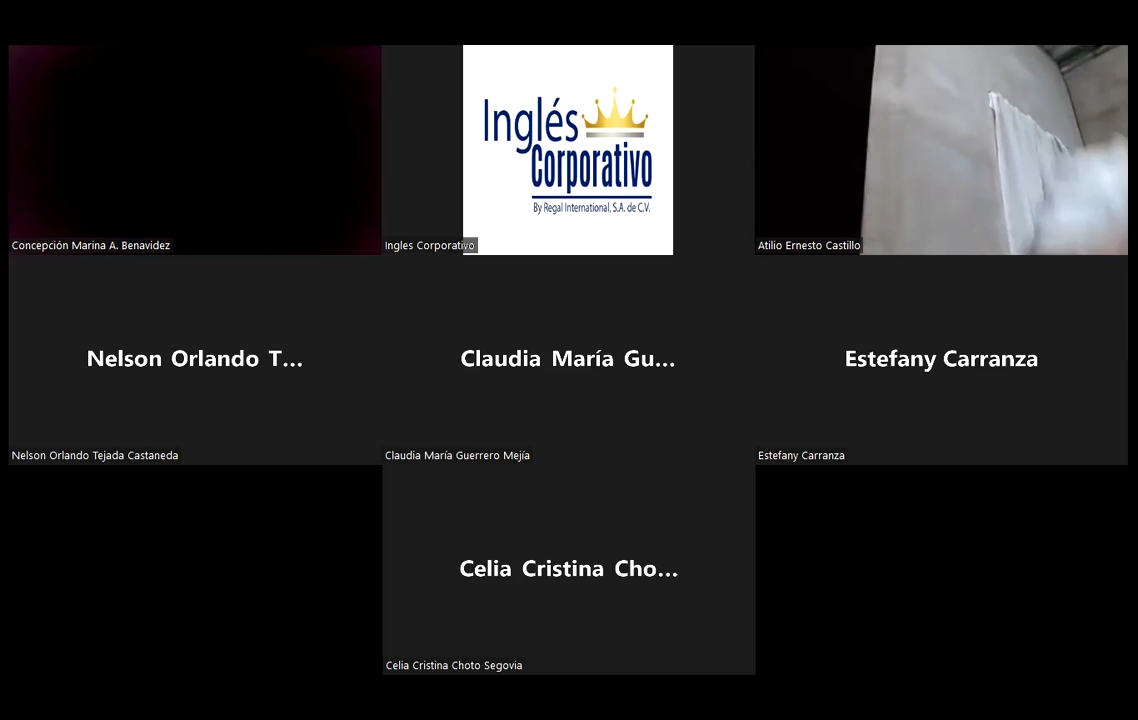 Inglés
Corporativo
By Regal International, S.A. de C.V.
Concepción Marina A. Benavidez
Ingles Corporativo
Atilio Ernesto Castillo
Nelson Orlando T...
Claudia María Gu...
Estefany Carranza
Nelson Orlando Tejada Castaneda
Claudia María Guerrero Mejía
Estefany Carranza
Celia Cristina Cho...
Celia Cristina Choto Segovia